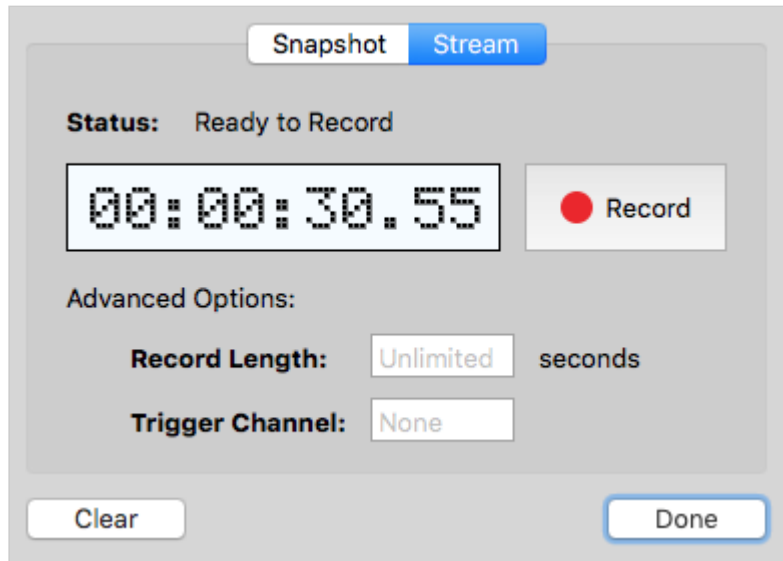 Snapshot Stream
Status: Ready to Record
00:00:30.55 Record
Advanced Options:
Record Length: Unlimited seconds
Trigger Channel: None
Clear Done